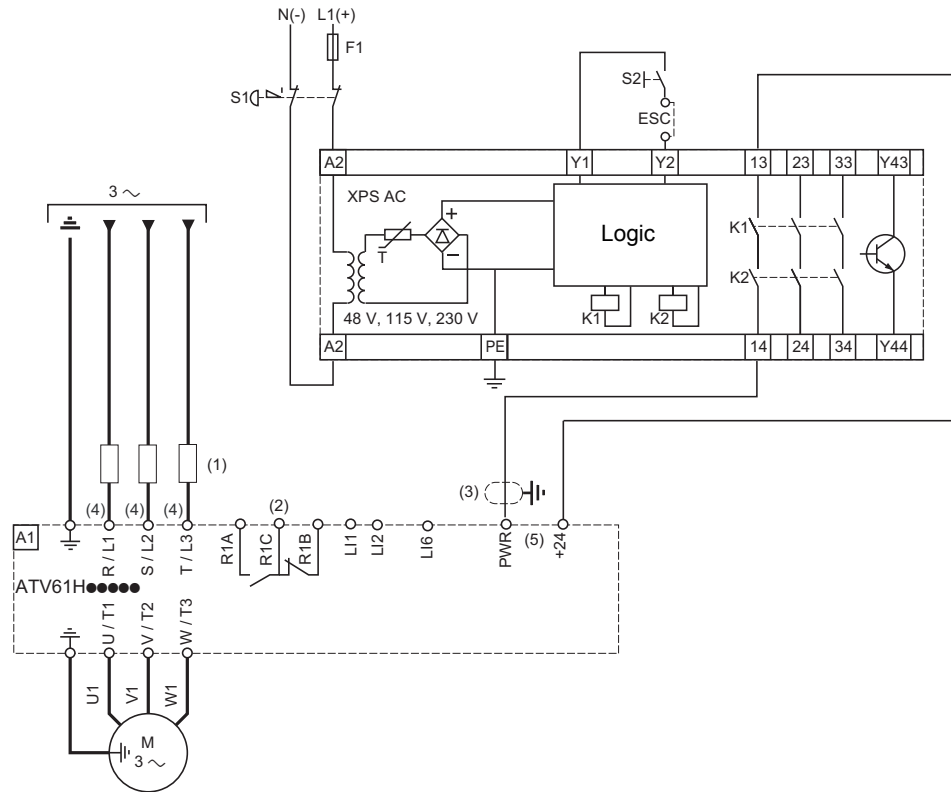 N(-) L1(+)
F1
S1
S2
ESC
A2 Y1 Y2 13 23 33 Y43
3 ~
XPS AC
+
T
−
Logic
K1
K2
48 V, 115 V, 230 V
K1 K2
A2 PE 14 24 34 Y44
(1)
(2)
(3)
(4) (4) (4)
(5)
A1
R / L1
S / L2
T / L3
R1A
R1C
R1B
LI1
LI2
LI6
PWR
+24
ATV61H●●●●●
U / T1
V / T2
W / T3
U1
V1
W1
M
3 ~